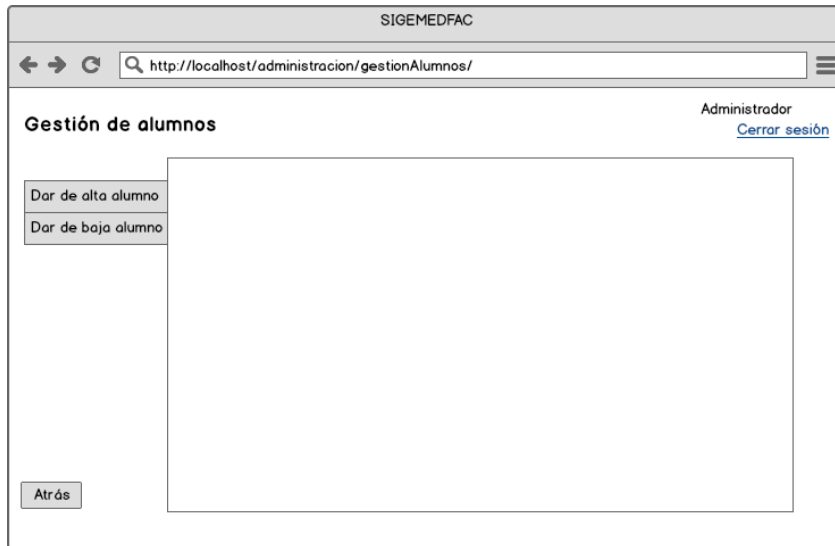 SIGEMEDFAC
http://localhost/administracion/gestionAlumnos/
Administrador
Gestión de alumnos
Cerrar sesión
Dar de alta alumno
Dar de baja alumno
Atrás